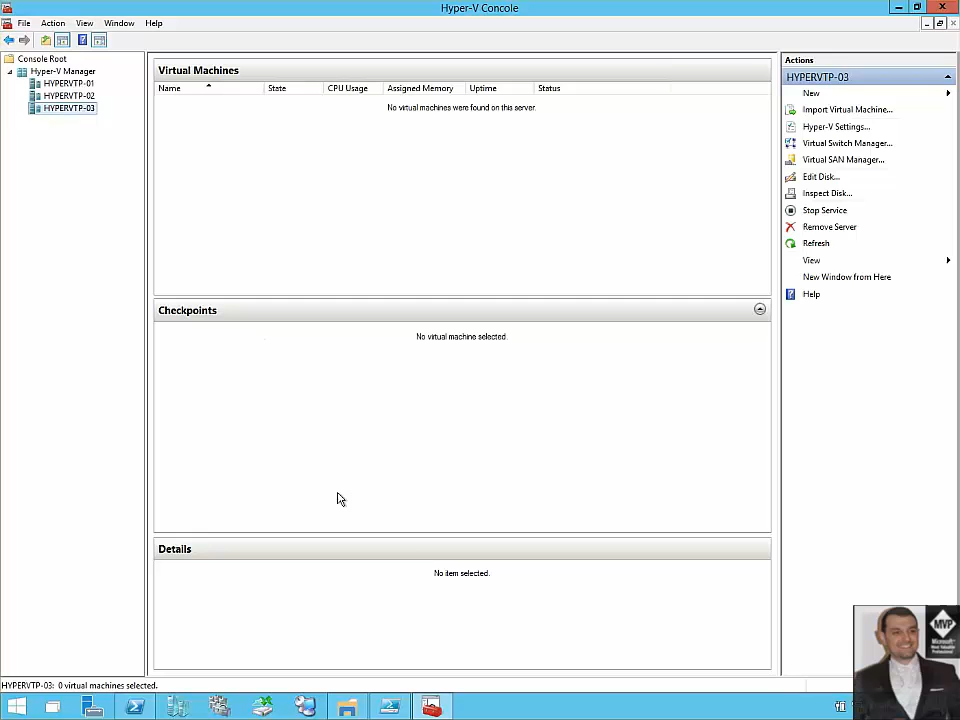 Hyper-V Concole
File Action View Window Help
Console Root
Hyper-V Manager
HYPERVTP-01
HYPERVTP-02
HYPERVTP-03
Virtual Machines
Name State CPU Usage Assigned Memory Uptime Status
No virtual machines were found on this server.
Checkpoints
No virtual machine selected.
Details
No item selected.
Actions
HYPERVTP-03
New
Import Virtual Machine...
Hyper-V Settings...
Virtual Switch Manager...
Virtual SAN Manager...
Edit Disk...
Inspect Disk...
Stop Service
Remove Server
Refresh
View
New Window from Here
Help
HYPERVTP-03: 0 virtual machines selected.
MVP
Microsoft
Most Valuable
Professional